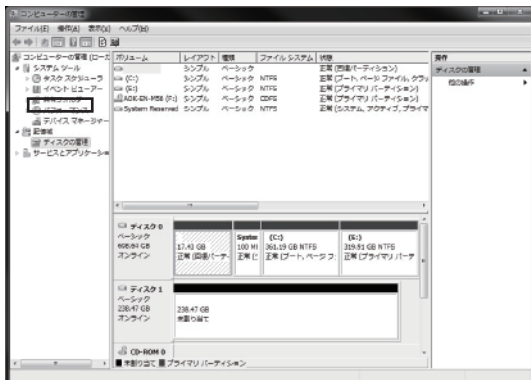 コンピューターの管理
ファイル(F) 操作(A) 表示(V) ヘルプ(H)
コンピューターの管理 (ローカ
システム ツール
タスク スケジューラ
イベント ビューアー
共有フォルダー
パフォーマンス
デバイス マネージャー
記憶域
ディスクの管理
サービスとアプリケーション
ボリューム レイアウト 種類 ファイル システム 状態
シンプル ベーシック 正常 (回復パーティション)
(C:) シンプル ベーシック NTFS 正常 (ブート, ページ ファイル, クラッ
(E:) シンプル ベーシック NTFS 正常 (プライマリ パーティション)
シンプル ベーシック CDFS 正常 (プライマリ パーティション)
System Reserved シンプル ベーシック NTFS 正常 (システム, アクティブ, プライマ
操作
ディスクの管理
他の操作
ディスク 0
ベーシック
オンライン
17.41 GB
正常 (回復パーテ
System
100 M
正常 (
(C:)
361.19 GB NTFS
正常 (ブート, ページ フ
(E:)
319.91 GB NTFS
正常 (プライマリ パーテ
ディスク 1
ベーシック
238.47 GB
オンライン
238.47 GB
未割り当て
CD-ROM 0
未割り当て プライマリ パーティション